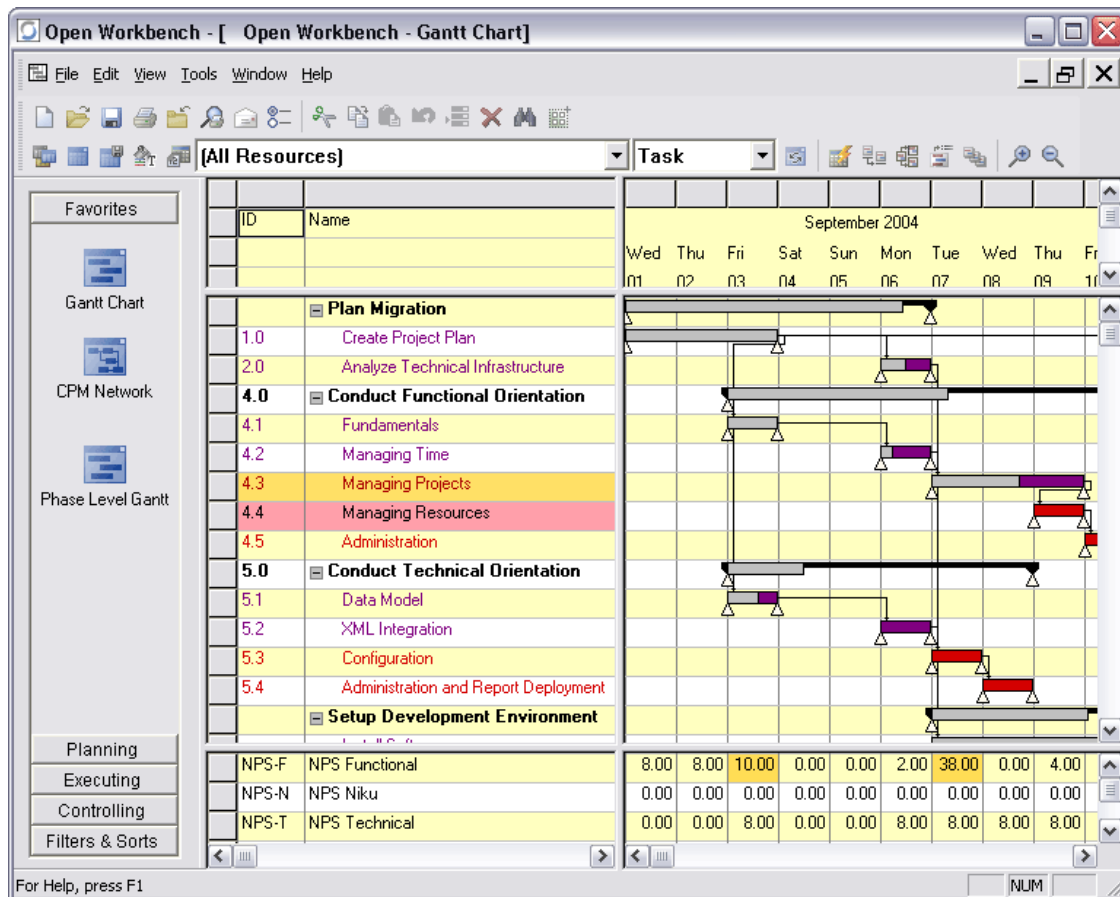 Open Workbench - [   Open Workbench - Gantt Chart]
File Edit View Tools Window Help
(All Resources) Task
Favorites
Gantt Chart
CPM Network
Phase Level Gantt
Planning
Executing
Controlling
Filters & Sorts
ID Name
September 2004
Wed Thu Fri Sat Sun Mon Tue Wed Thu Fr
01 02 03 04 05 06 07 08 09 10
Plan Migration
1.0 Create Project Plan
2.0 Analyze Technical Infrastructure
4.0 Conduct Functional Orientation
4.1 Fundamentals
4.2 Managing Time
4.3 Managing Projects
4.4 Managing Resources
4.5 Administration
5.0 Conduct Technical Orientation
5.1 Data Model
5.2 XML Integration
5.3 Configuration
5.4 Administration and Report Deployment
Setup Development Environment
NPS-F NPS Functional 8.00 8.00 10.00 0.00 0.00 2.00 38.00 0.00 4.00
NPS-N NPS Niku 0.00 0.00 0.00 0.00 0.00 0.00 0.00 0.00 0.00
NPS-T NPS Technical 0.00 0.00 8.00 0.00 0.00 8.00 8.00 8.00 8.00
For Help, press F1
NUM